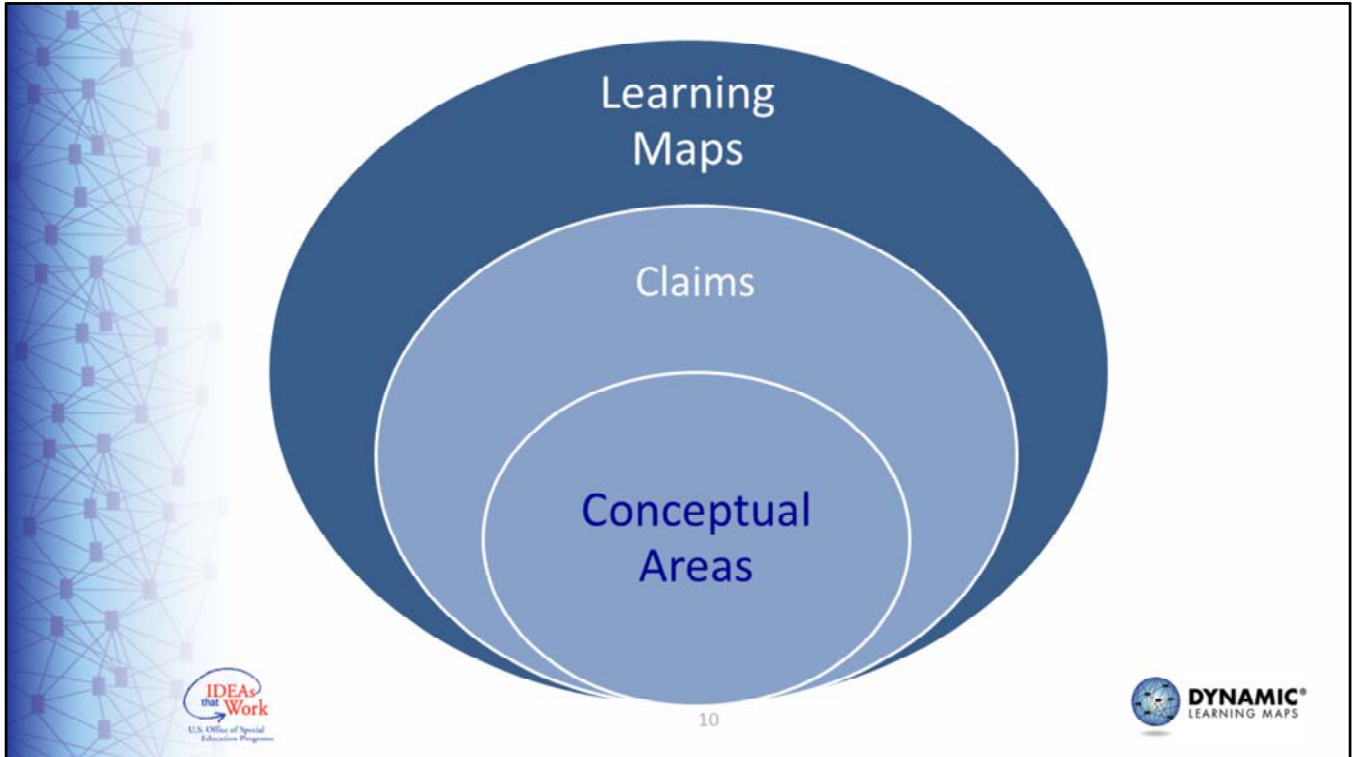 Learning
Maps
Claims
Conceptual
Areas
IDEAs
that Work
U.S. Office of Special
Education Programs
10
DYNAMIC®
LEARNING MAPS